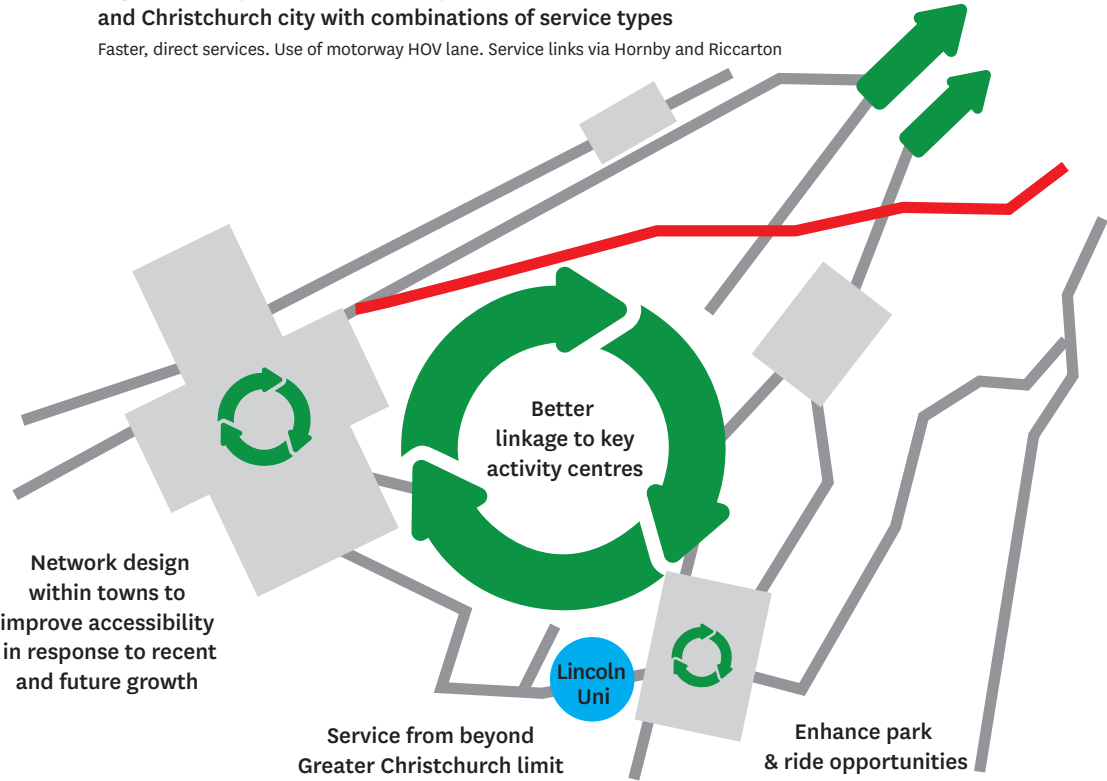 and Christchurch city with combinations of service types
Faster, direct services. Use of motorway HOV lane. Service links via Hornby and Riccarton
Better
linkage to key
activity centres
Network design
within towns to
improve accessibility
in response to recent
and future growth
Lincoln
Uni
Service from beyond
Greater Christchurch limit
Enhance park
& ride opportunities